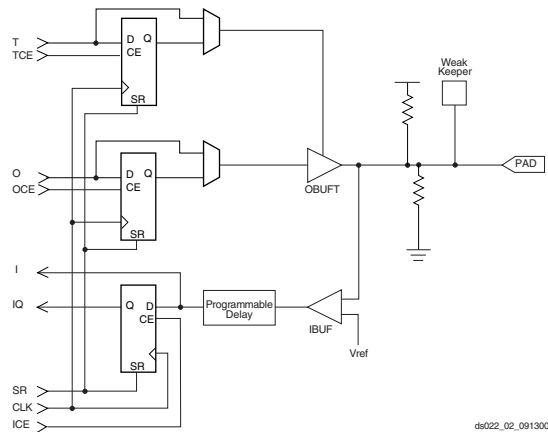 T
TCE
D Q
CE
SR
Weak
Keeper
O
OCE
D Q
CE
SR
OBUFT
PAD
I
IQ
Q D
CE
SR
Programmable
Delay
IBUF
Vref
SR
CLK
ICE
ds022_02_091300